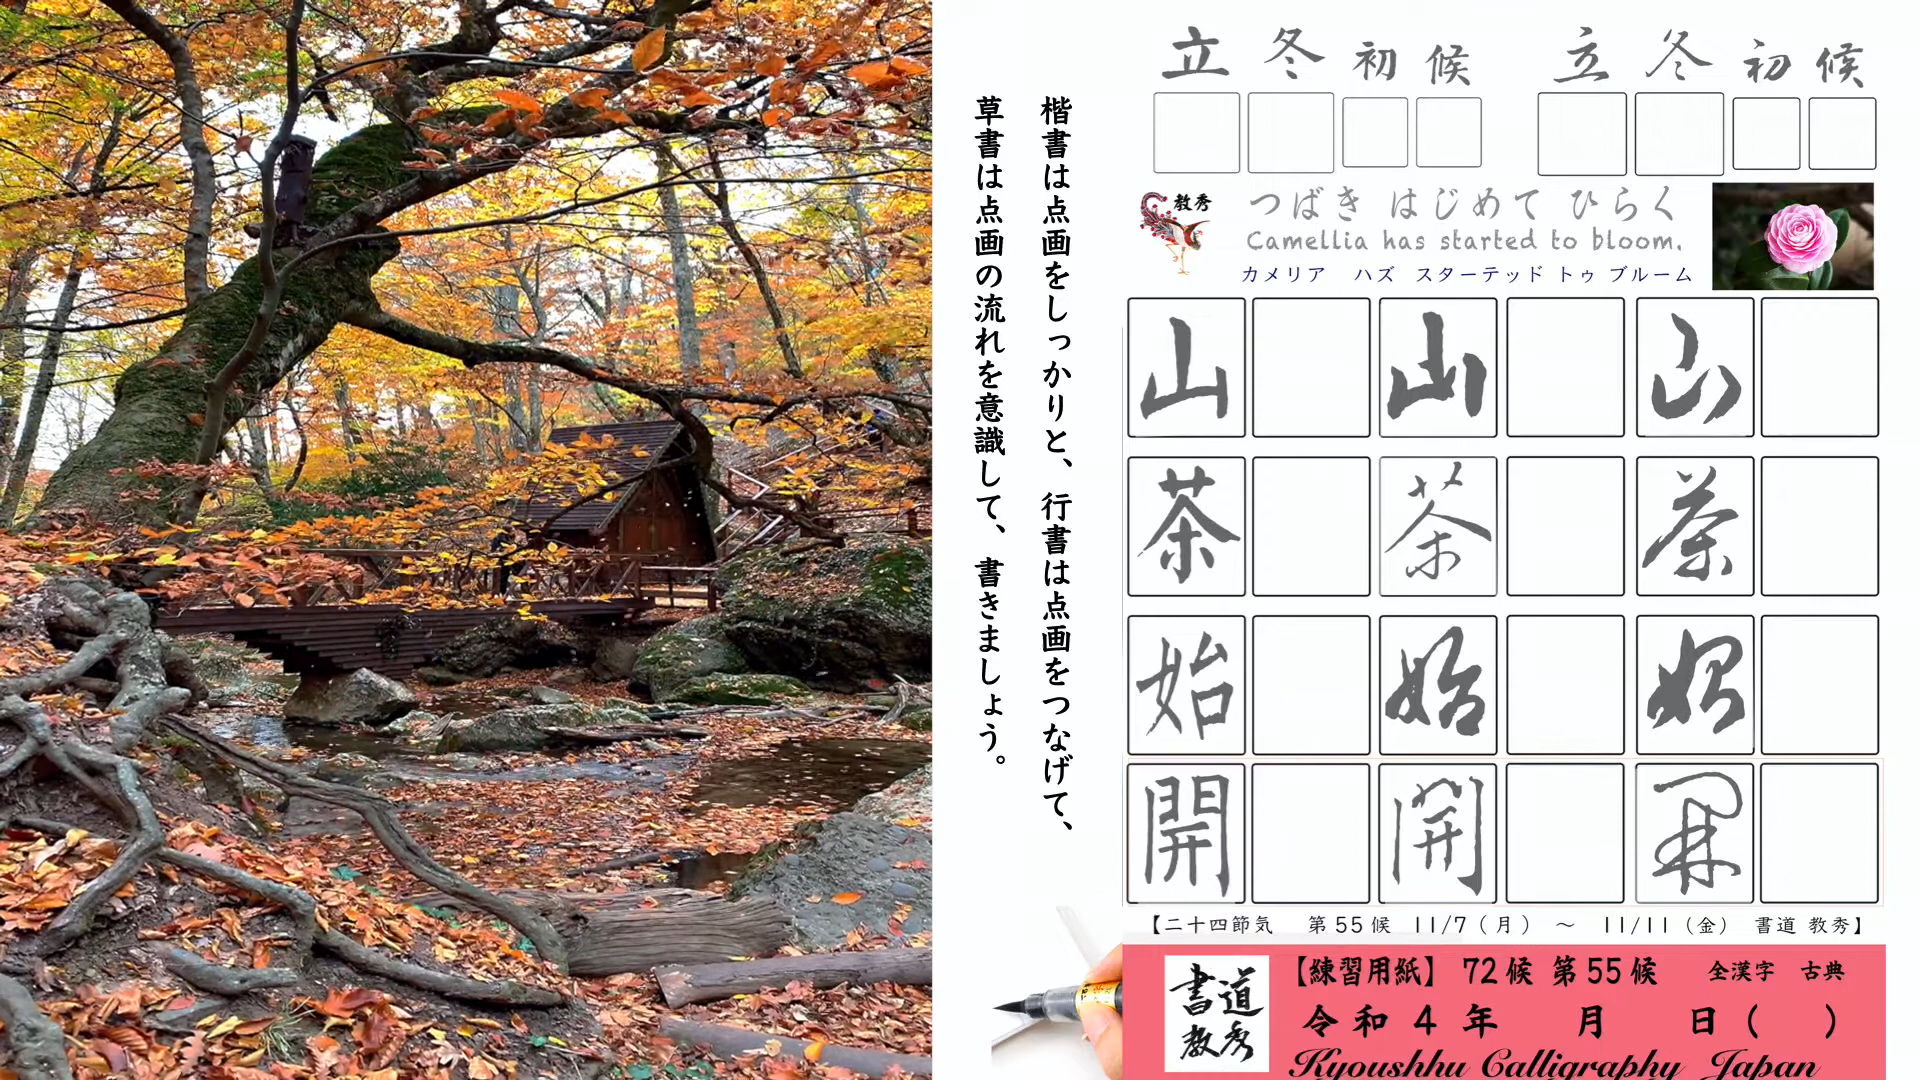 楷書は点画をしっかりと、行書は点画をつなげて、
草書は点画の流れを意識して、書きましょう。
立冬初候 立冬初候
教秀
つばき はじめて ひらく
Camellia has started to bloom.
カメリア ハズ スターテッド トゥ ブルーム
山 山 山
茶 茶 茶
始 始 始
開 開 開
【二十四節気 第55候 11/7（月）～ 11/11（金） 書道 教秀】
書道
教秀
【練習用紙】 72候 第55候 全漢字 古典
令和4年 月 日（ ）
Kyoushhu Calligraphy Japan